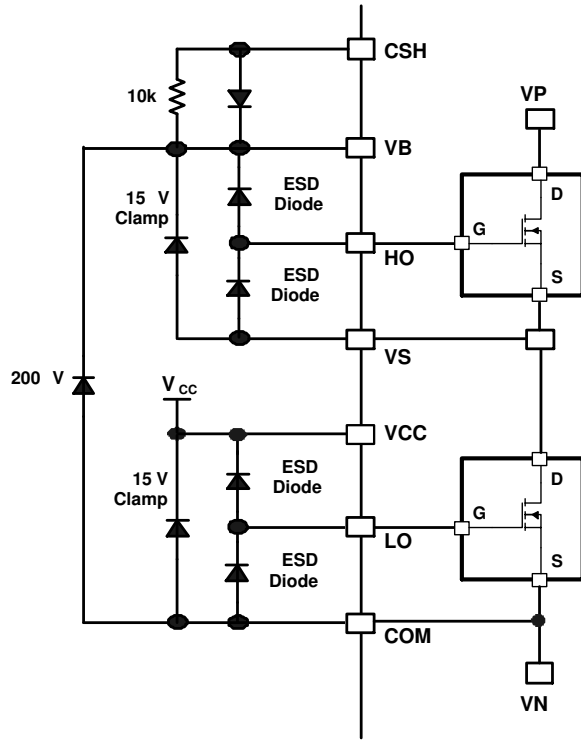 CSH
10k
VP
VB
15 V
Clamp
ESD
Diode
D
G
HO
S
ESD
Diode
VS
200 V
VCC
VCC
15 V
Clamp
ESD
Diode
D
G
LO
S
ESD
Diode
COM
VN